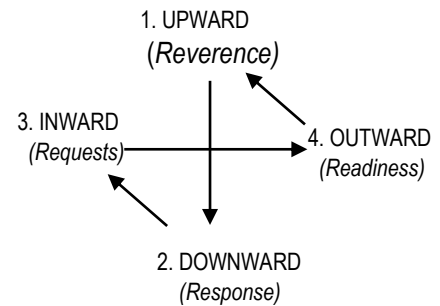 1. UPWARD
(Reverence)
3. INWARD
(Requests)
4. OUTWARD
(Readiness)
2. DOWNWARD
(Response)